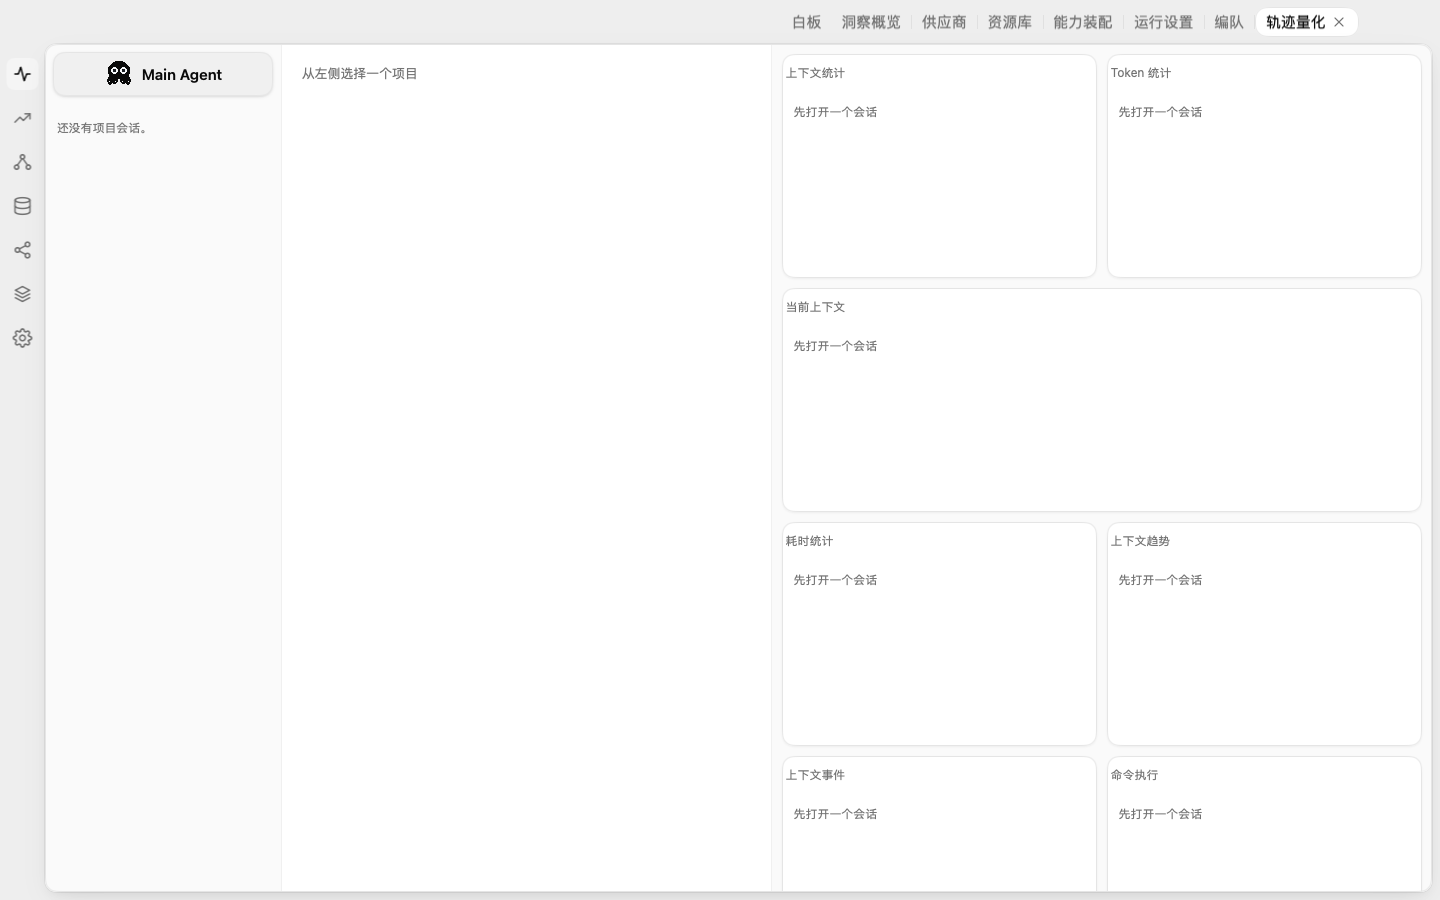 白板 洞察概览 供应商 资源库 能力装配 运行设置 编队 轨迹量化
Main Agent
还没有项目会话。
从左侧选择一个项目
上下文统计
先打开一个会话
Token 统计
先打开一个会话
当前上下文
先打开一个会话
耗时统计
先打开一个会话
上下文趋势
先打开一个会话
上下文事件
先打开一个会话
命令执行
先打开一个会话